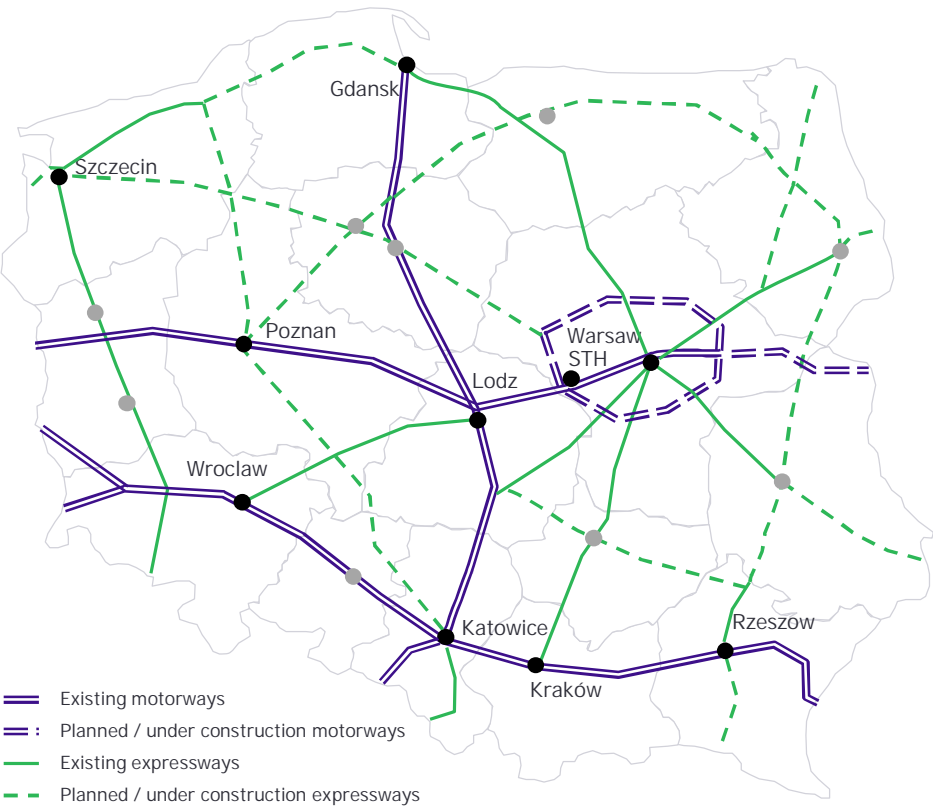 Gdansk
Szczecin
Poznan
Warsaw
STH
Lodz
Wroclaw
Katowice
Rzeszow
Kraków
Existing motorways
Planned / under construction motorways
Existing expressways
Planned / under construction expressways